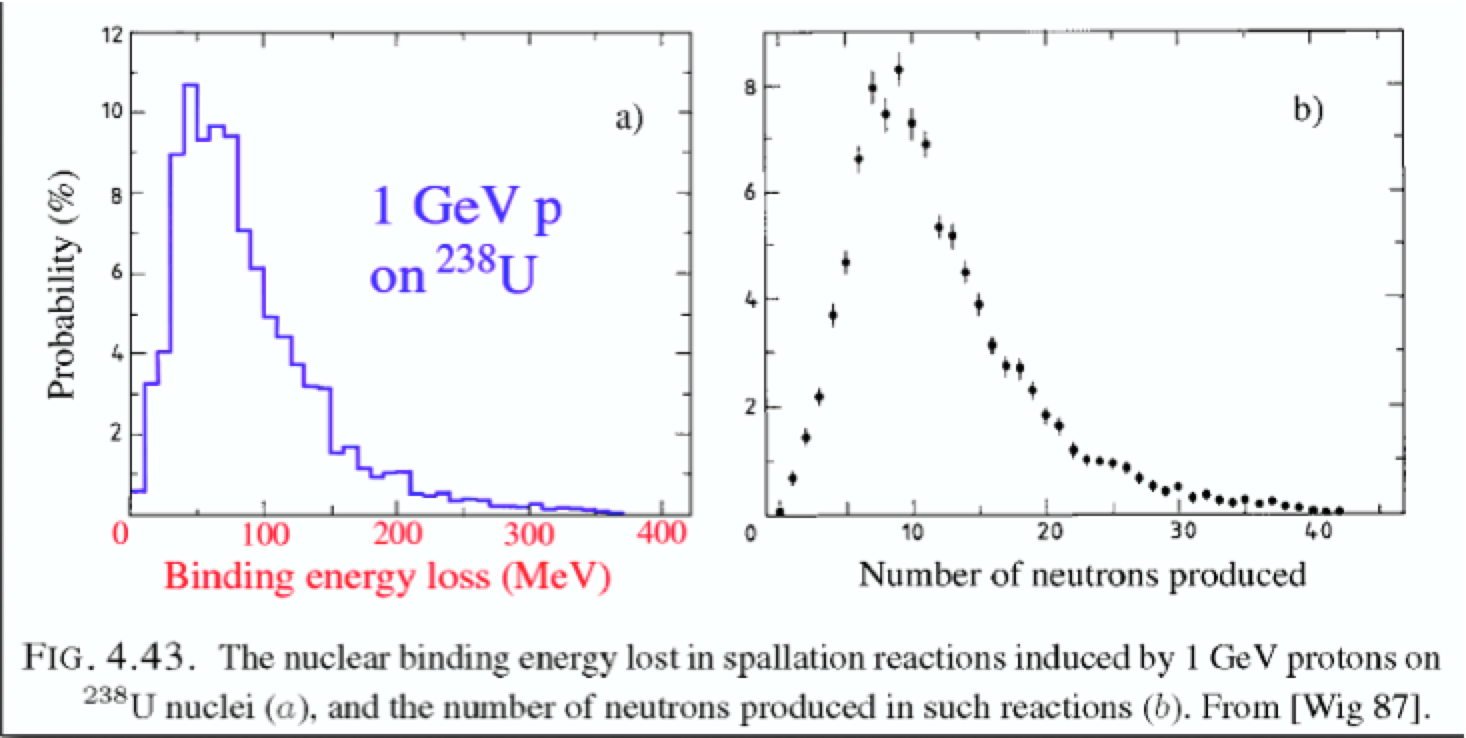 12
10
8
6
4
2
Probability (%)
a)
1 GeV p
on ²³⁸U
0
100
200
300
400
Binding energy loss (MeV)
8
6
4
2
b)
0
10
20
30
40
Number of neutrons produced
FIG. 4.43. The nuclear binding energy lost in spallation reactions induced by 1 GeV protons on
²³⁸U nuclei (a), and the number of neutrons produced in such reactions (b). From [Wig 87].